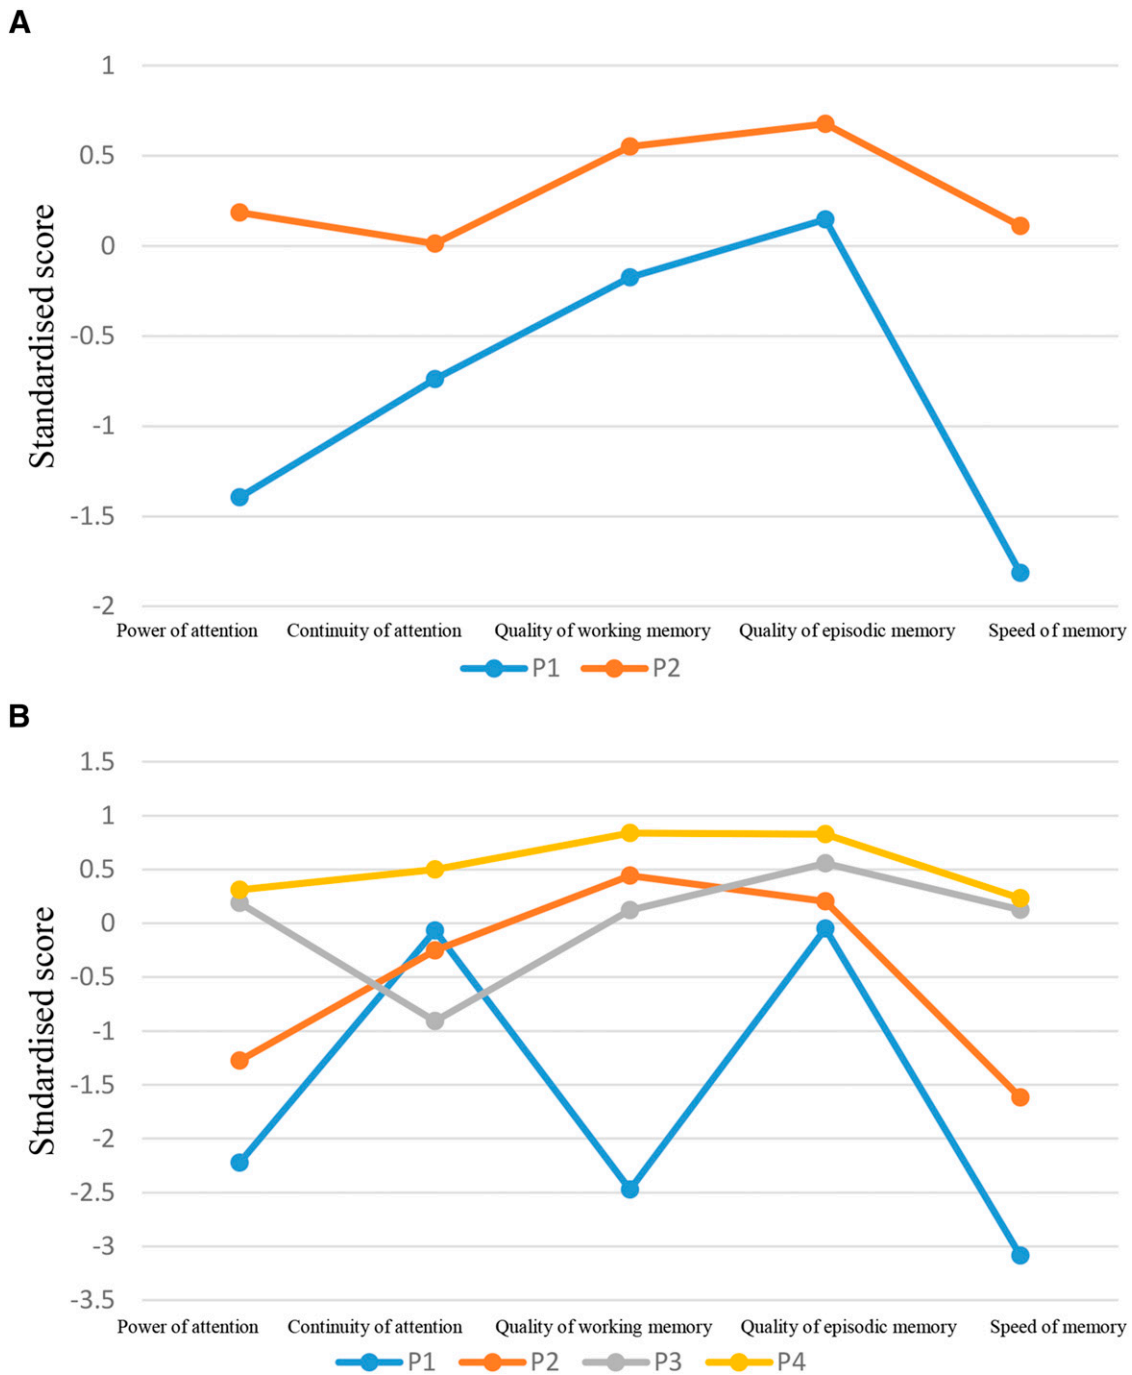 A
1
0.5
0
-0.5
-1
-1.5
-2
Standardised score
Power of attention Continuity of attention Quality of working memory Quality of episodic memory Speed of memory
P1 P2
B
1.5
1
0.5
0
-0.5
-1
-1.5
-2
-2.5
-3
-3.5
Stndardised score
Power of attention Continuity of attention Quality of working memory Quality of episodic memory Speed of memory
P1 P2 P3 P4